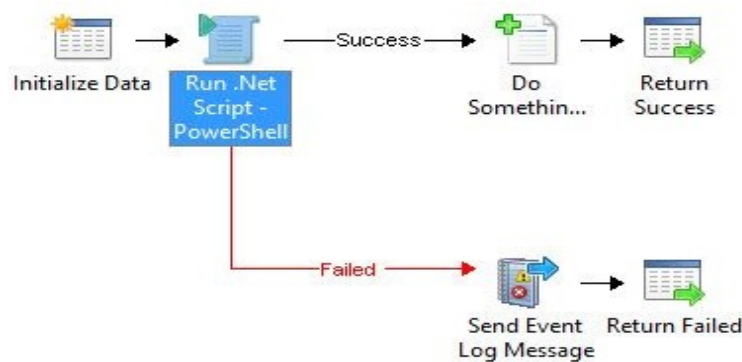 Success
Initialize Data
Run .Net
Script -
PowerShell
Do
Somethin...
Return
Success
Failed
Send Event
Log Message
Return Failed